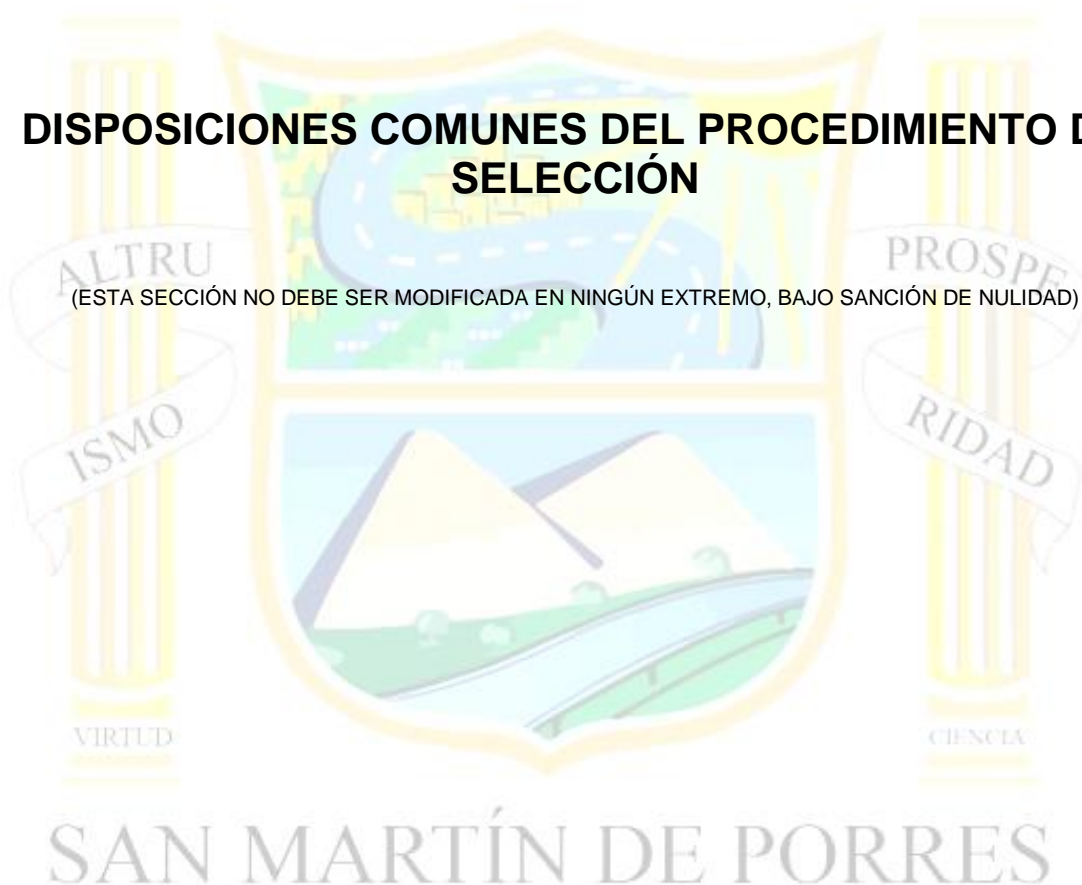 DISPOSICIONES COMUNES DEL PROCEDIMIENTO D
SELECCIÓN
ALTRU
PROSPE
(ESTA SECCIÓN NO DEBE SER MODIFICADA EN NINGÚN EXTREMO, BAJO SANCIÓN DE NULIDAD)
ISMO
RIDAD
VIRTUD
CIENCIA
SAN MARTÍN DE PORRES